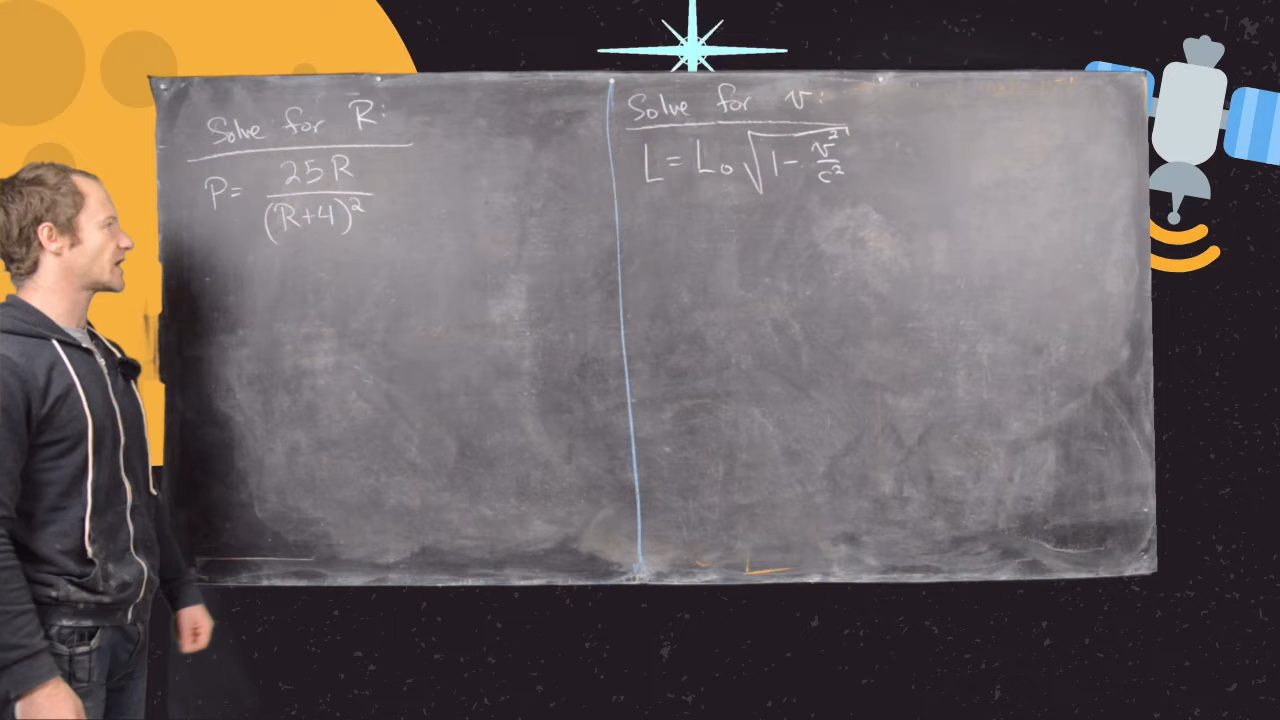 Solve for R:
P = 25R / (R+4)²
Solve for v:
L = L₀ √(1 - v²/c²)